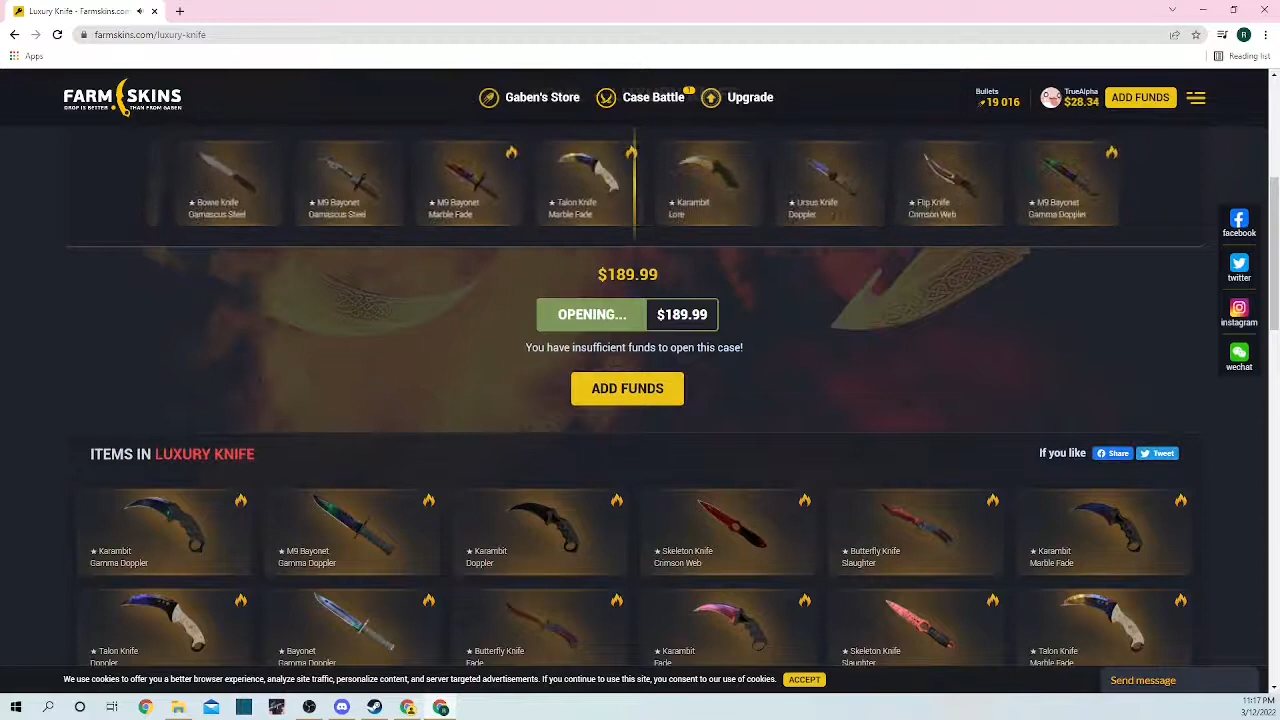 Luxury Knife - Farmskins.com
farmskins.com/luxury-knife
R
Apps
Reading list
FARM SKINS
DROP IS BETTER THAN FROM GABEN
Gaben's Store
Case Battle
1
Upgrade
Bullets
19 016
TrueAlpha
$28.34
ADD FUNDS
★ Bowie Knife
Damascus Steel
★ M9 Bayonet
Damascus Steel
★ M9 Bayonet
Marble Fade
★ Talon Knife
Marble Fade
★ Karambit
Lore
★ Ursus Knife
Doppler
★ Flip Knife
Crimson Web
★ M9 Bayonet
Gamma Doppler
facebook
twitter
instagram
wechat
$189.99
OPENING...
$189.99
You have insufficient funds to open this case!
ADD FUNDS
ITEMS IN LUXURY KNIFE
If you like
Share
Tweet
★ Karambit
Gamma Doppler
★ M9 Bayonet
Gamma Doppler
★ Karambit
Doppler
★ Skeleton Knife
Crimson Web
★ Butterfly Knife
Slaughter
★ Karambit
Marble Fade
★ Talon Knife
Doppler
★ Bayonet
Gamma Doppler
★ Butterfly Knife
Fade
★ Karambit
Fade
★ Skeleton Knife
Slaughter
★ Talon Knife
Marble Fade
We use cookies to offer you a better browser experience, analyze site traffic, personalize content, and server targeted advertisements. If you continue to use this site, you consent to our use of cookies.
ACCEPT
Send message
11:17 PM
3/12/2022